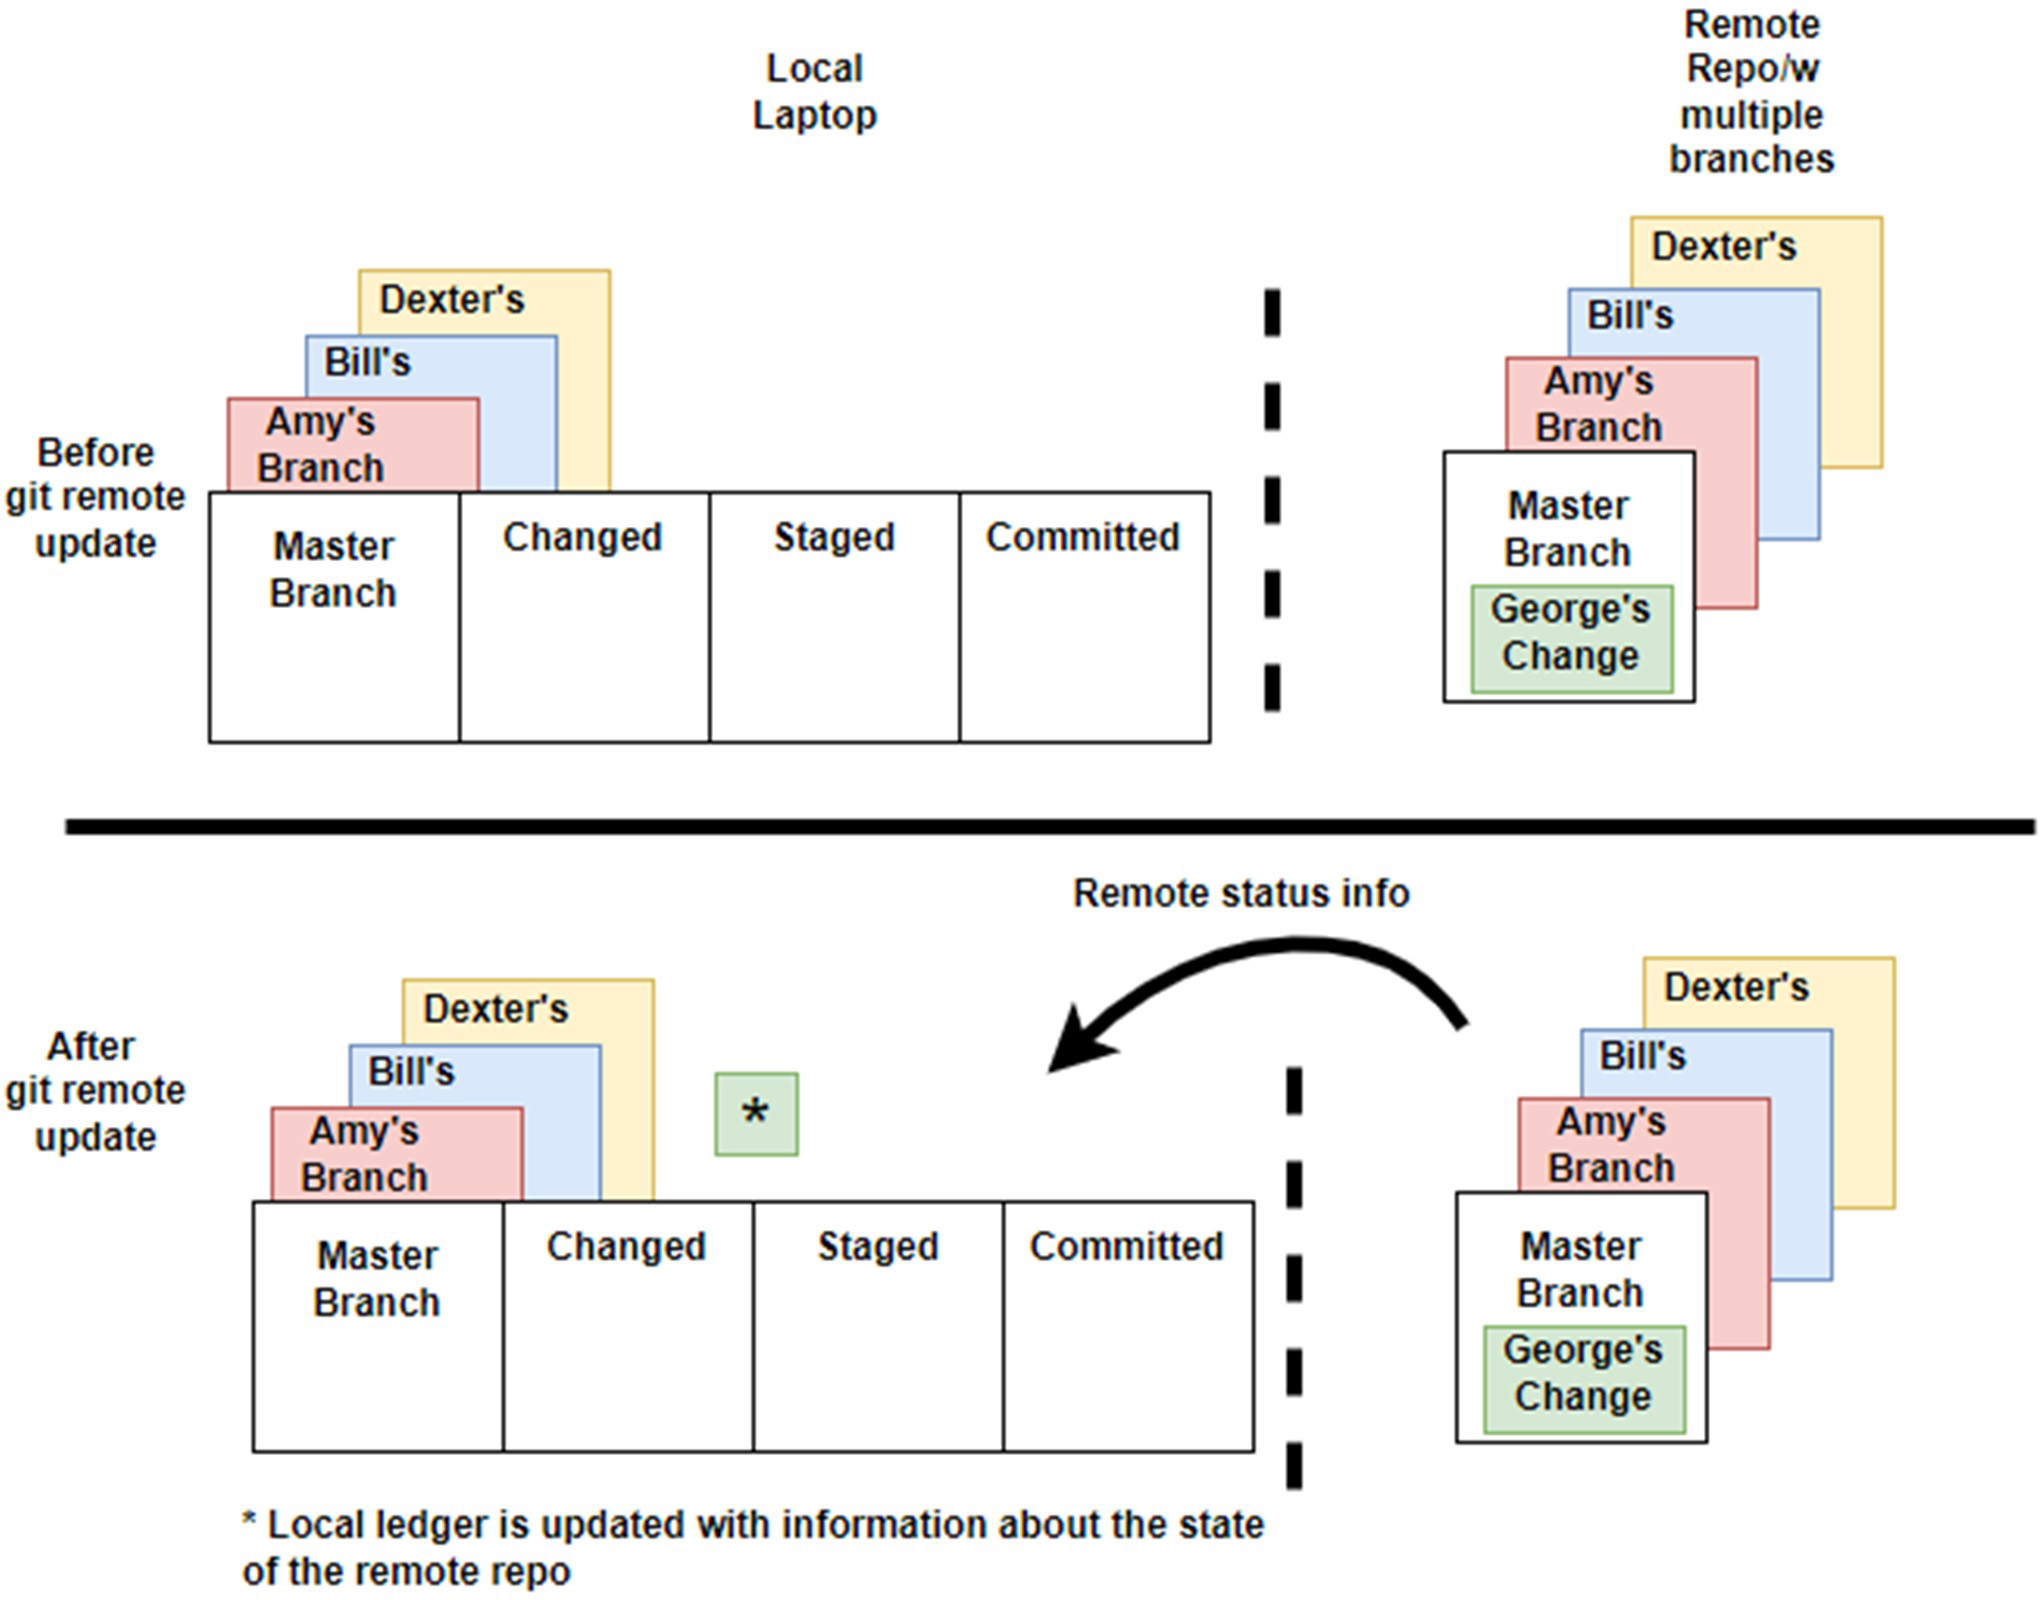 Local
Laptop
Remote
Repo/w
multiple
branches
Before
git remote
update
Dexter's
Bill's
Amy's
Branch
Master
Branch
Changed
Staged
Committed
Dexter's
Bill's
Amy's
Branch
Master
Branch
George's
Change
Remote status info
After
git remote
update
Dexter's
Bill's
Amy's
Branch
*
Master
Branch
Changed
Staged
Committed
Dexter's
Bill's
Amy's
Branch
Master
Branch
George's
Change
* Local ledger is updated with information about the state
of the remote repo